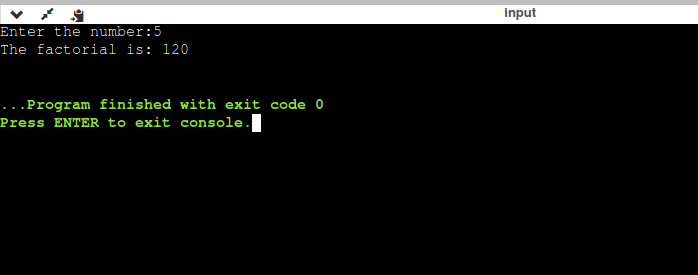 input
Enter the number:5
The factorial is: 120
...Program finished with exit code 0
Press ENTER to exit console.